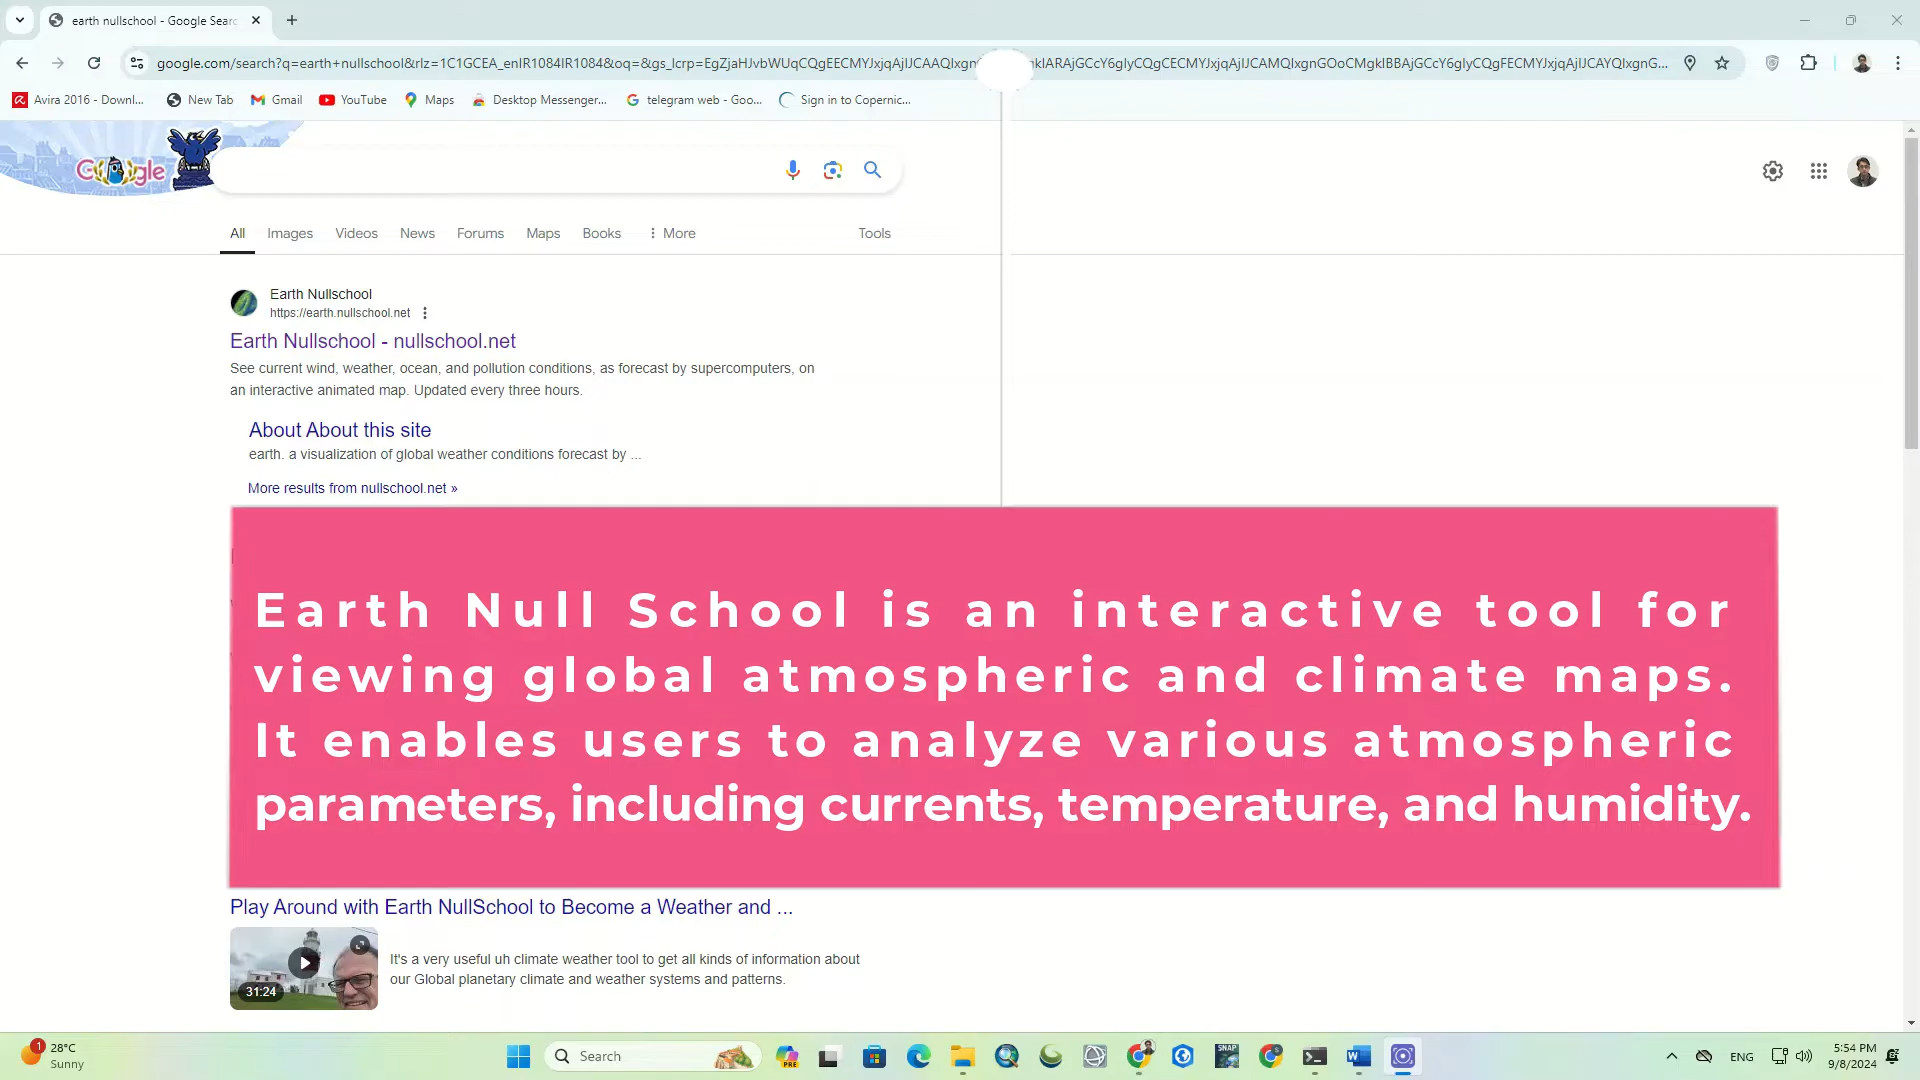 earth nullschool - Google Searc
google.com/search?q=earth+nullschool&rlz=1C1GCEA_enIR1084IR1084&oq=&gs_lcrp=EgZjaHJvbWUqCQgEECMYJxjqAjIJCAAQIxgn
Avira 2016 - Downl...
New Tab
Gmail
YouTube
Maps
Desktop Messenger...
telegram web - Goo...
Sign in to Copernic...
Google
All
Images
Videos
News
Forums
Maps
Books
More
Tools
Earth Nullschool
https://earth.nullschool.net
Earth Nullschool - nullschool.net
See current wind, weather, ocean, and pollution conditions, as forecast by supercomputers, on
an interactive animated map. Updated every three hours.
About About this site
earth. a visualization of global weather conditions forecast by ...
More results from nullschool.net »
Earth Null School is an interactive tool for
viewing global atmospheric and climate maps.
It enables users to analyze various atmospheric
parameters, including currents, temperature, and humidity.
Play Around with Earth NullSchool to Become a Weather and ...
It's a very useful uh climate weather tool to get all kinds of information about
our Global planetary climate and weather systems and patterns.
31:24
1
28°C
Sunny
Search
PRE
SNAP
W
ENG
5:54 PM
9/8/2024